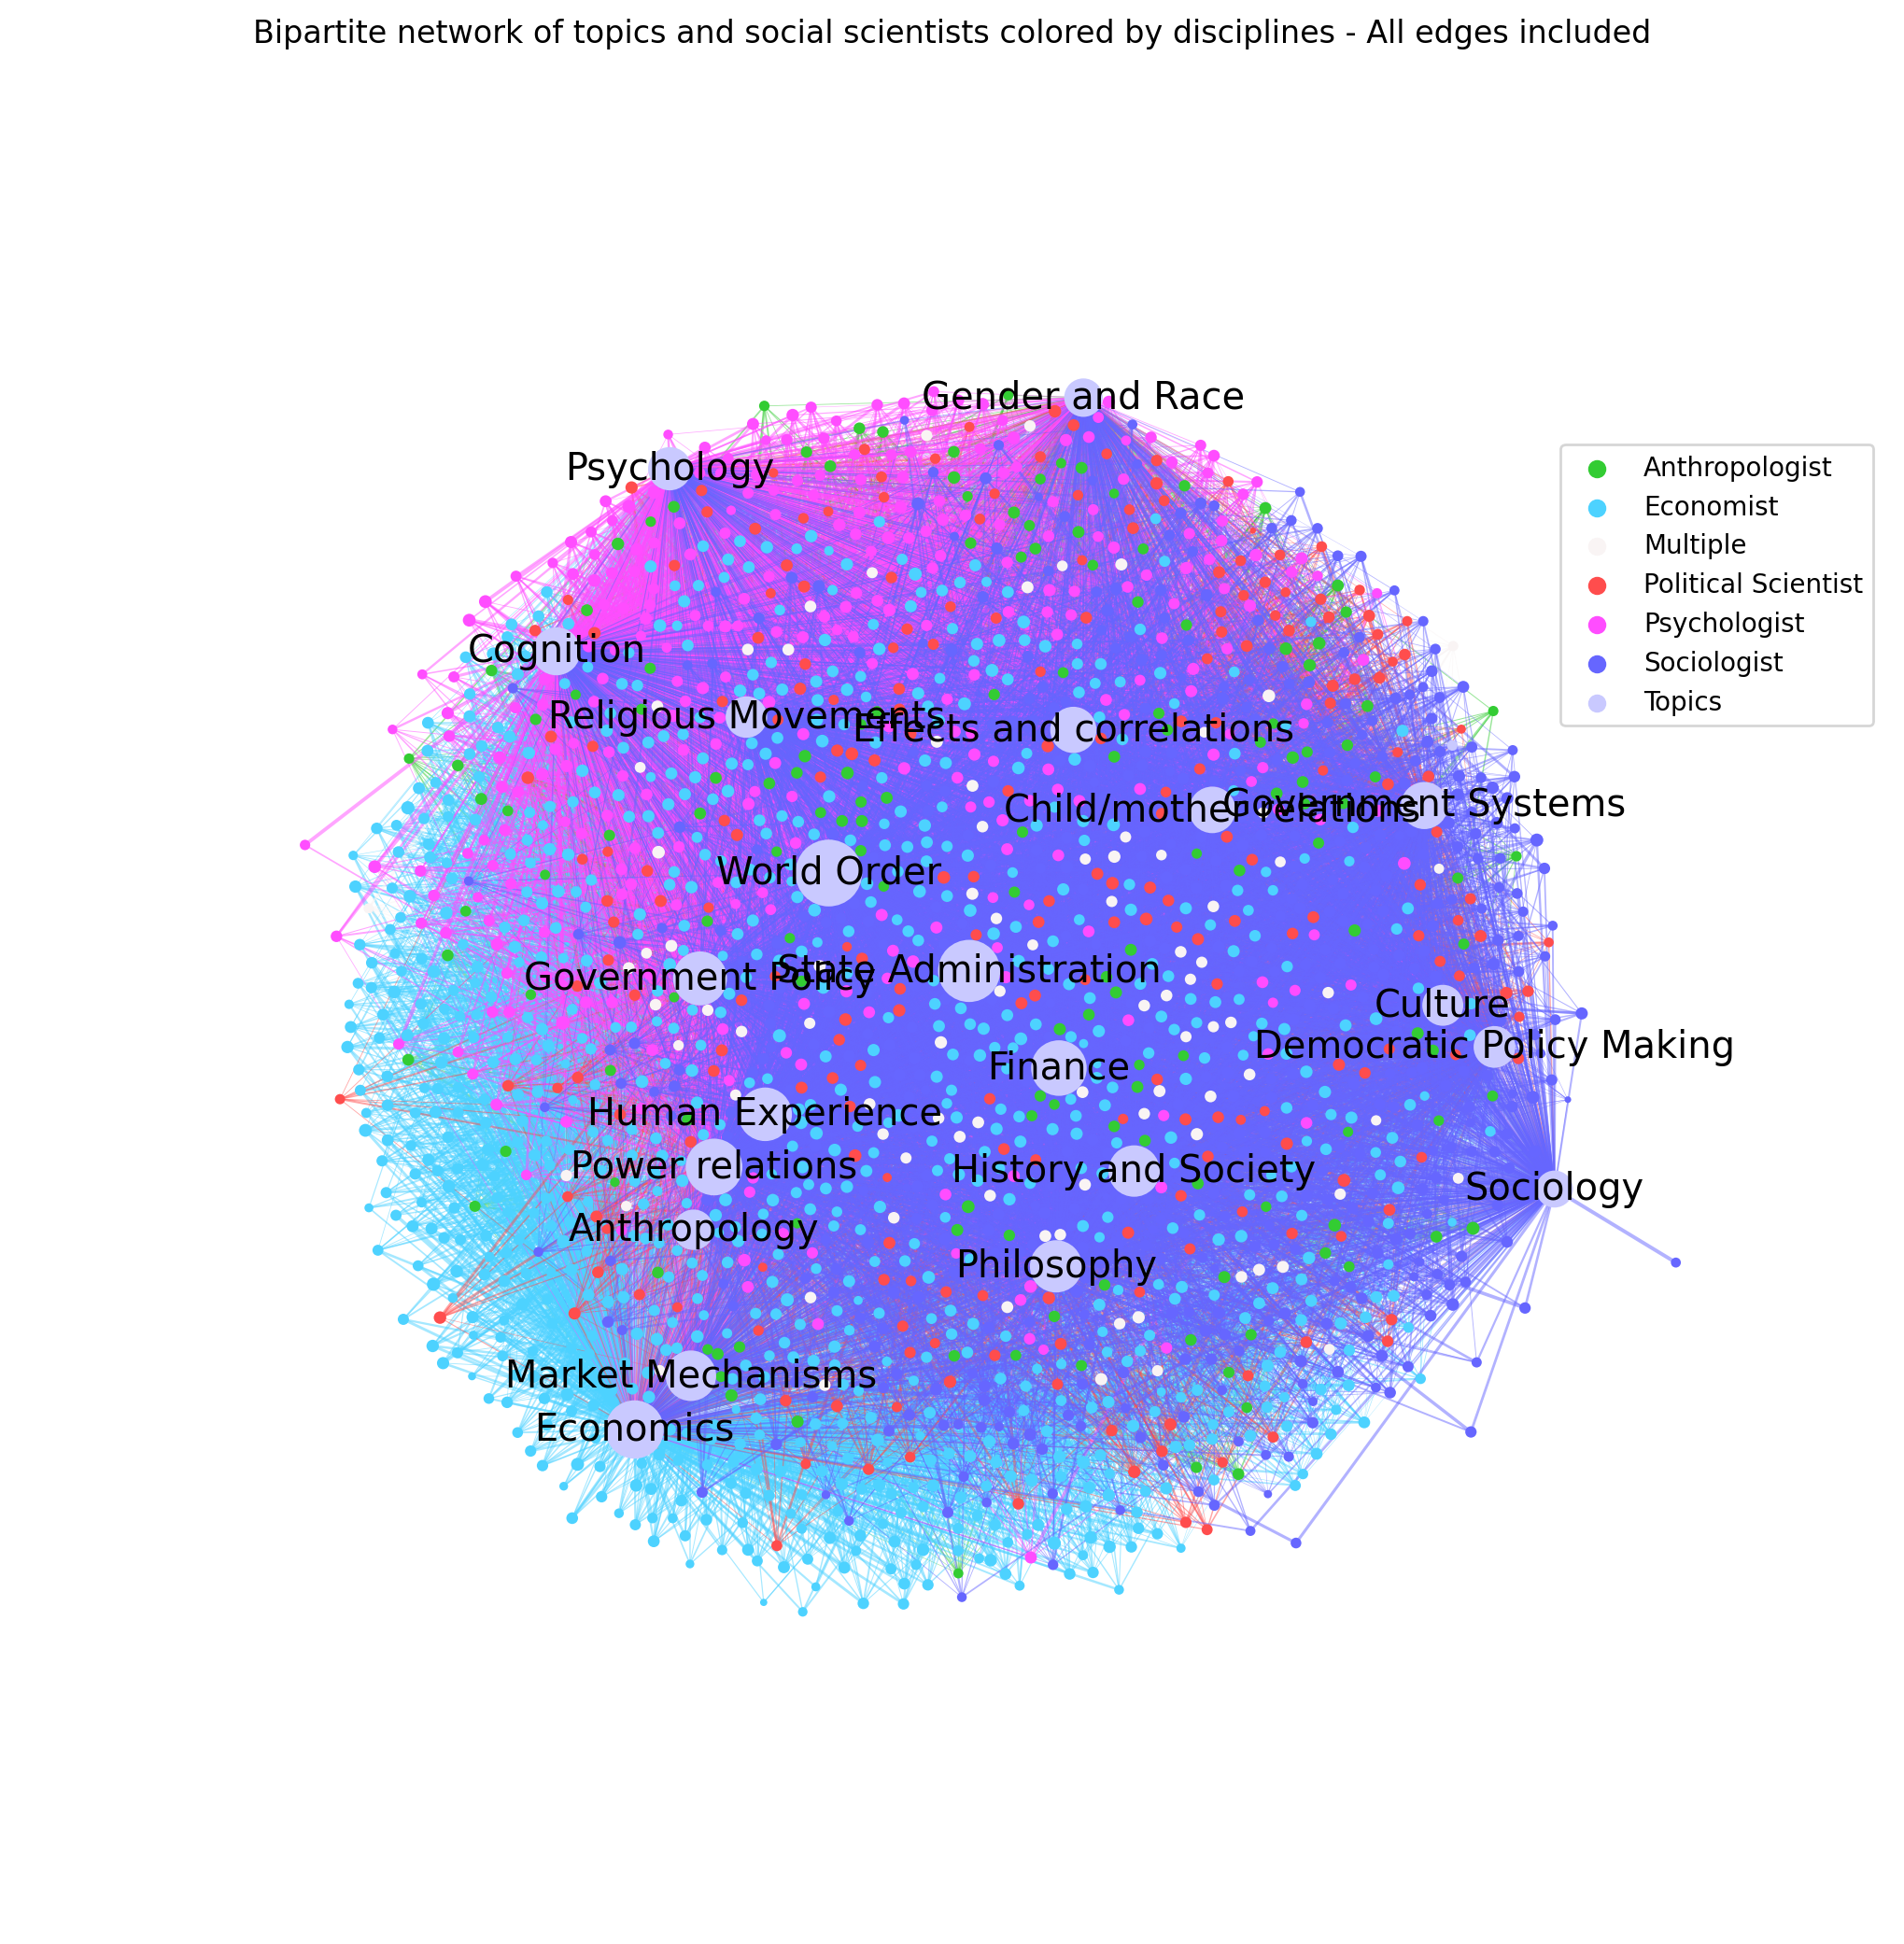 Bipartite network of topics and social scientists colored by disciplines - All edges included
Gender and Race
Psychology
Anthropologist
Economist
Multiple
Political Scientist
Psychologist
Sociologist
Topics
Cognition
Religious Movements
Effects and correlations
Child/mother relations
Government Systems
World Order
Government Policy
State Administration
Culture
Democratic Policy Making
Finance
Human Experience
Power relations
History and Society
Sociology
Anthropology
Philosophy
Market Mechanisms
Economics